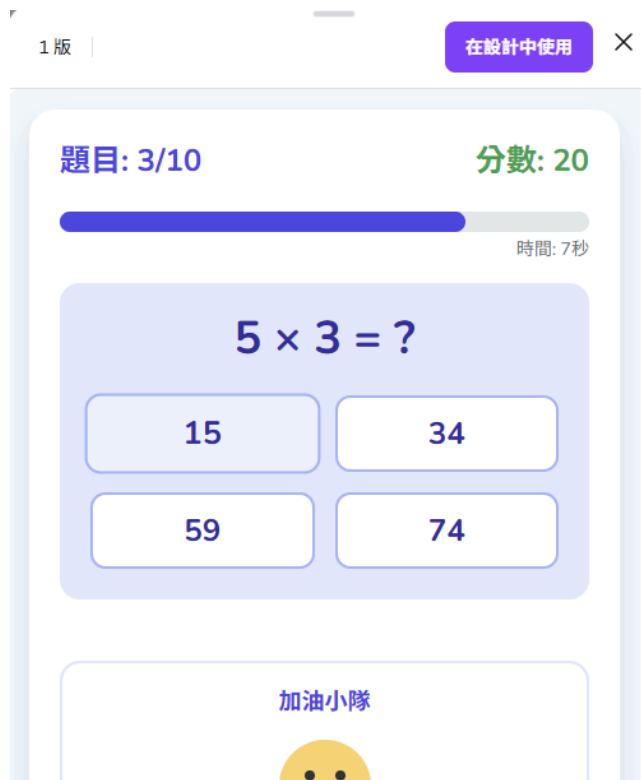 1 版
在設計中使用
題目: 3/10
分數: 20
時間: 7秒
5 × 3 = ?
15
34
59
74
加油小隊